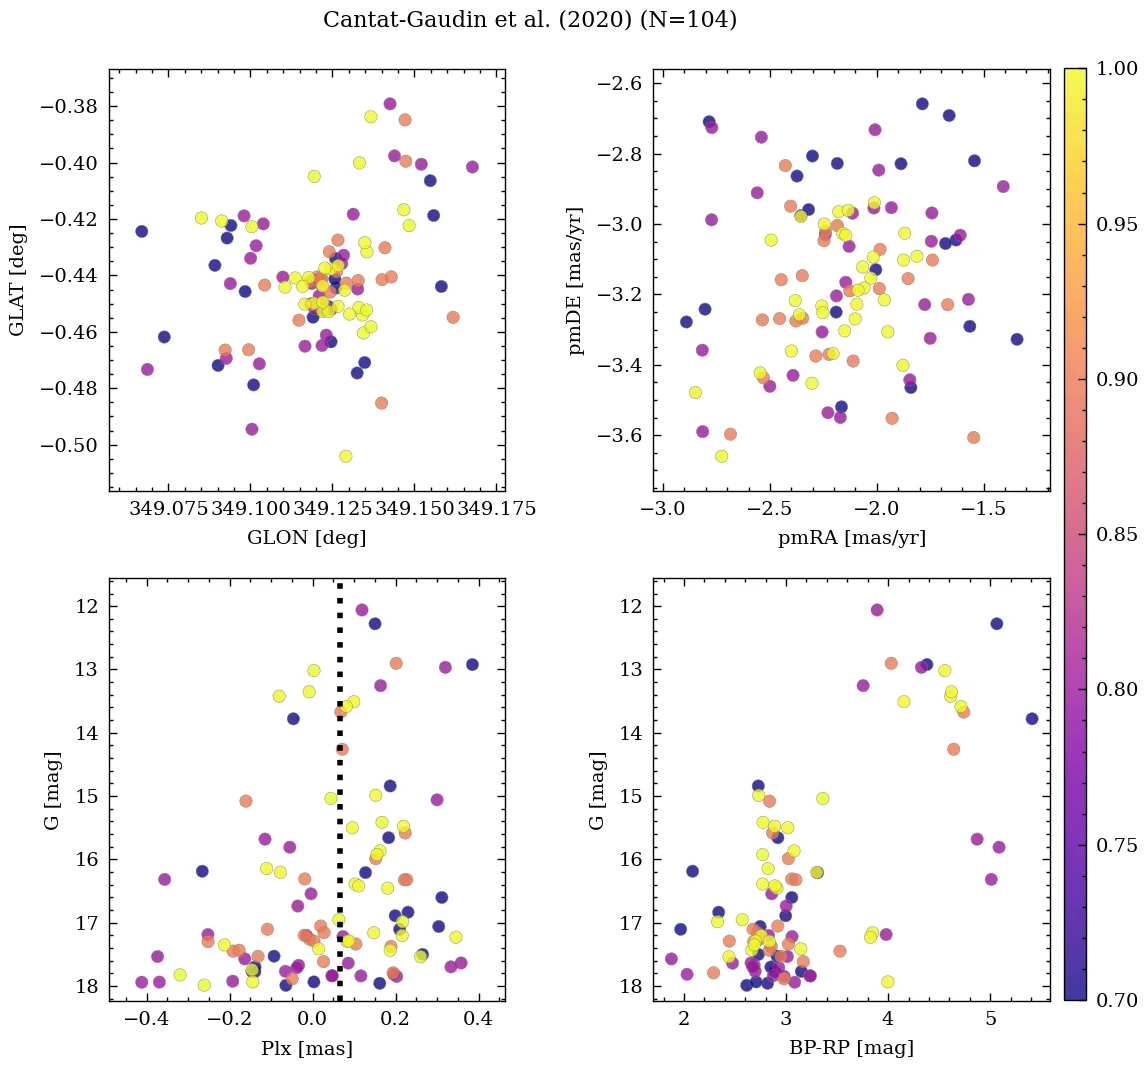 Cantat-Gaudin et al. (2020) (N=104)
−0.38
−0.40
−0.42
−0.44
−0.46
−0.48
−0.50
GLAT [deg]
349.075 349.100 349.125 349.150 349.175
GLON [deg]
−2.6
−2.8
−3.0
−3.2
−3.4
−3.6
pmDE [mas/yr]
−3.0 −2.5 −2.0 −1.5
pmRA [mas/yr]
1.00
0.95
0.90
0.85
0.80
0.75
0.70
12
13
14
15
16
17
18
G [mag]
−0.4 −0.2 0.0 0.2 0.4
Plx [mas]
12
13
14
15
16
17
18
G [mag]
2 3 4 5
BP-RP [mag]